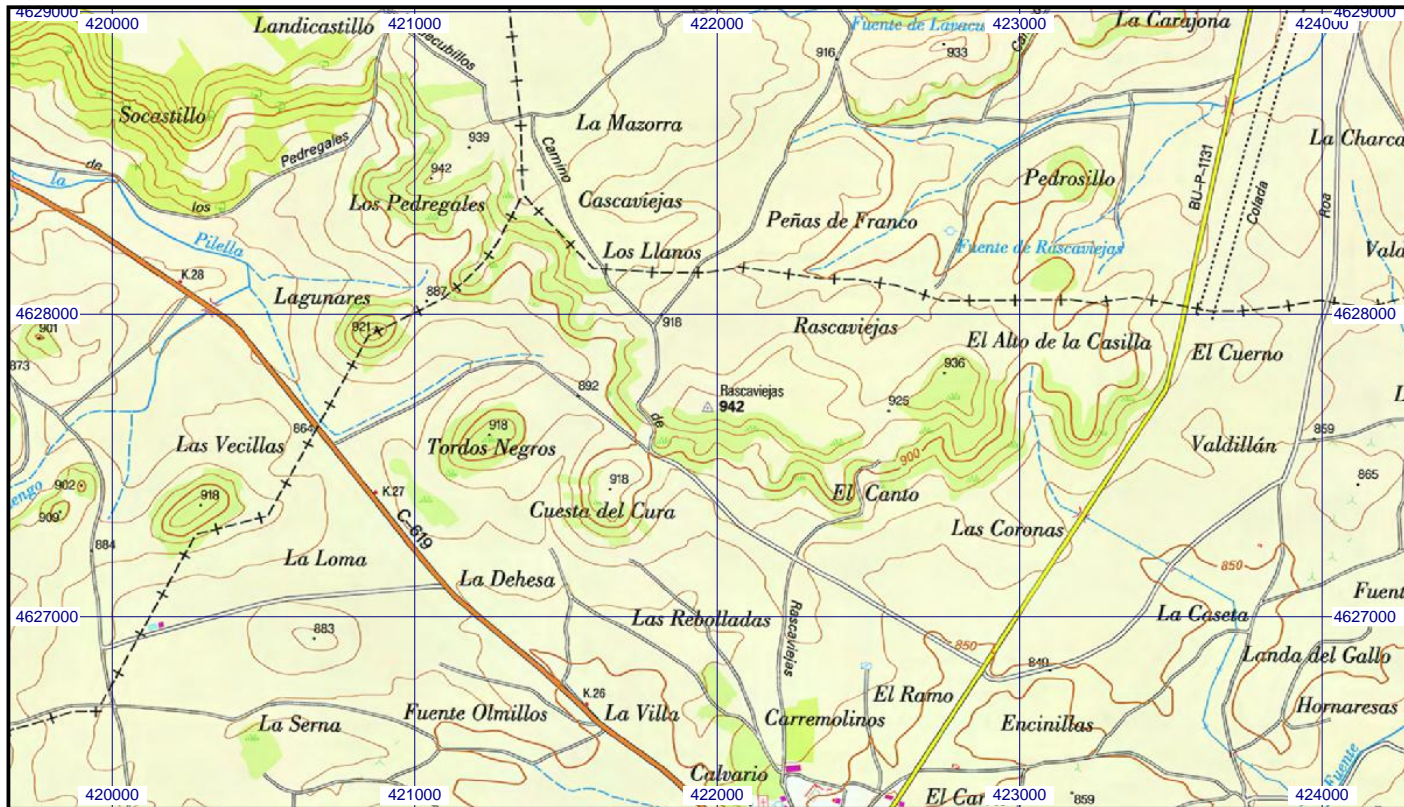 4629000
420000
421000
422000
423000
424000
4629000
Landicastillo
Fuente de
La Carajona
916
933
Socastillo
La Mazorra
939
La Charca
de
Pedregales
Camino
942
Pedrosillo
BU-P-1131
Colada
Roa
la
los
Los Pedregales
Cascaviejas
Peñas de Franco
Pilella
Los Llanos
Fuente de Rascaviejas
K.28
Lagunares
887
4628000
901
921
918
Rascaviejas
El Alto de la Casilla
El Cuerno
4628000
873
936
892
Rascaviejas
942
925
de
864
918
Las Vecillas
Tordos Negros
900
Valdillán
859
902
K.27
918
865
909
918
C-619
Cuesta del Cura
El Canto
Las Coronas
884
La Loma
La Dehesa
850
Fuent
4627000
Las Rebolladas
Rascaviejas
La Caseta
4627000
883
850
840
Landa del Gallo
El Ramo
La Serna
Fuente Olmillos
K.26
La Villa
Carremolinos
Encinillas
Hornaresas
Calvario
Fuente
420000
421000
422000
El Car
423000
859
424000